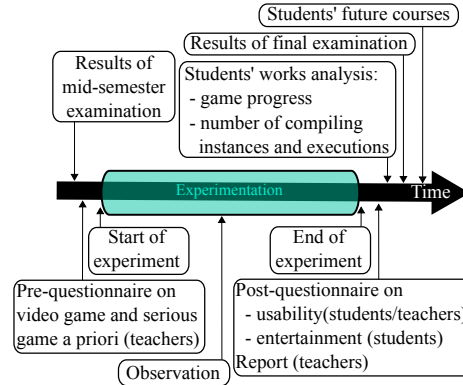 Students' future courses
Results of final examination
Results of
mid-semester
examination
Students' works analysis:
- game progress
- number of compiling
instances and executions
Experimentation
Time
Start of
experiment
End of
experiment
Pre-questionnaire on
video game and serious
game a priori (teachers)
Post-questionnaire on
- usability(students/teachers)
- entertainment (students)
Report (teachers)
Observation